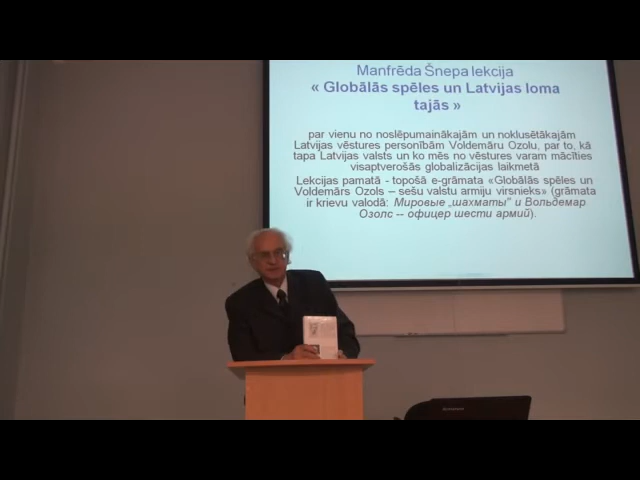 Manfrēda Šnepa lekcija
« Globālās spēles un Latvijas loma
tajās »
par vienu no noslēpumainākajām un noklusētākajām
Latvijas vēstures personībām Voldemāru Ozolu, par to, kā
tapa Latvijas valsts un ko mēs no vēstures varam mācīties
visaptverošās globalizācijas laikmetā
Lekcijas pamatā - topošā e-grāmata «Globālās spēles un
Voldemārs Ozols – sešu valstu armiju virsnieks» (grāmata
ir krievu valodā: Мировые „шахматы" и Вольдемар
Озолс -- офицер шести армий).